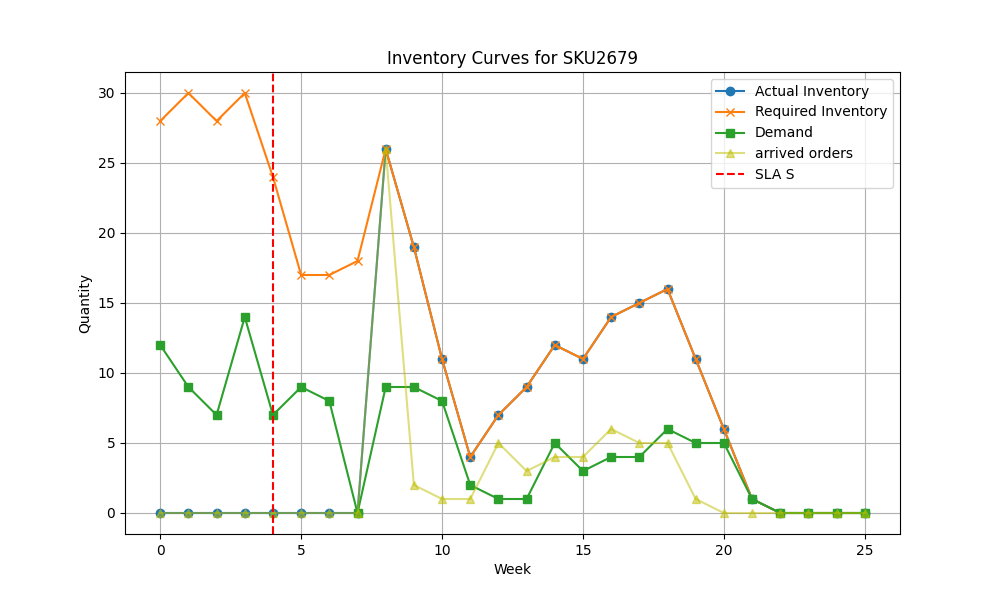 Inventory Curves for SKU2679
Actual Inventory
Required Inventory
Demand
arrived orders
SLA S
30
25
20
15
10
5
0
Quantity
0 5 10 15 20 25
Week